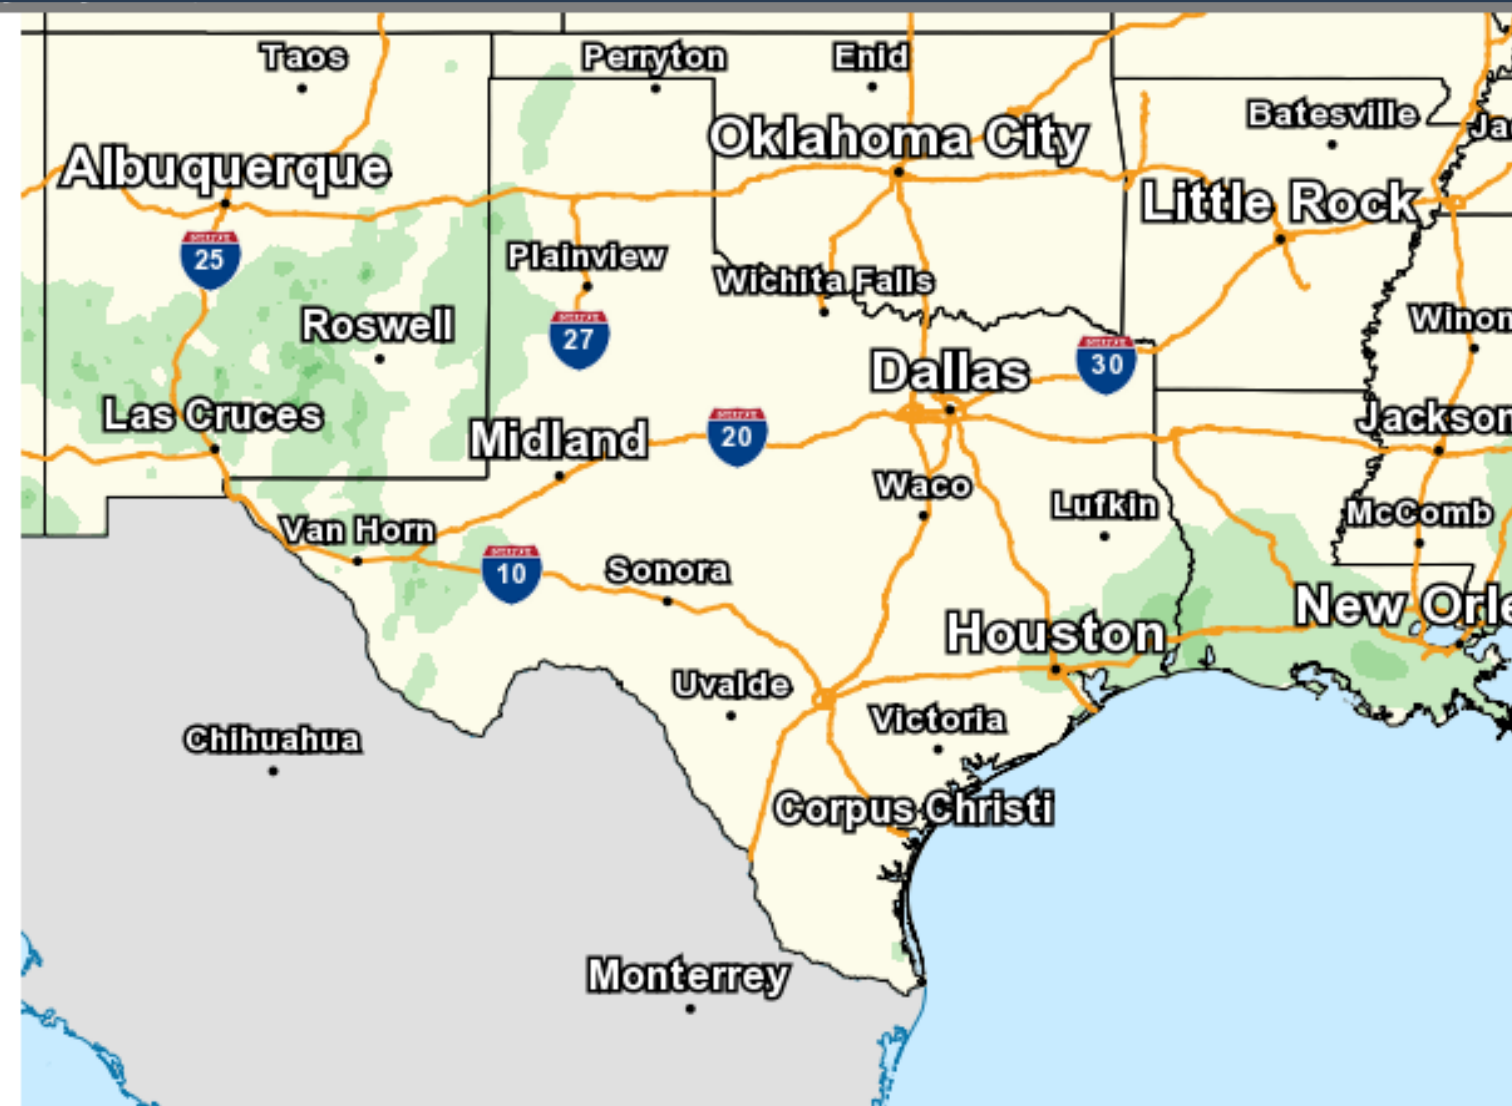 Taos
Perryton
Enid
Batesville
Oklahoma City
Albuquerque
Little Rock
25
Plainview
Wichita Falls
Roswell
27
30
Dallas
Las Cruces
Midland
20
Jackson
Waco
Lufkin
McComb
Van Horn
10
Sonora
New Orle
Houston
Uvalde
Victoria
Chihuahua
Corpus Christi
Monterrey